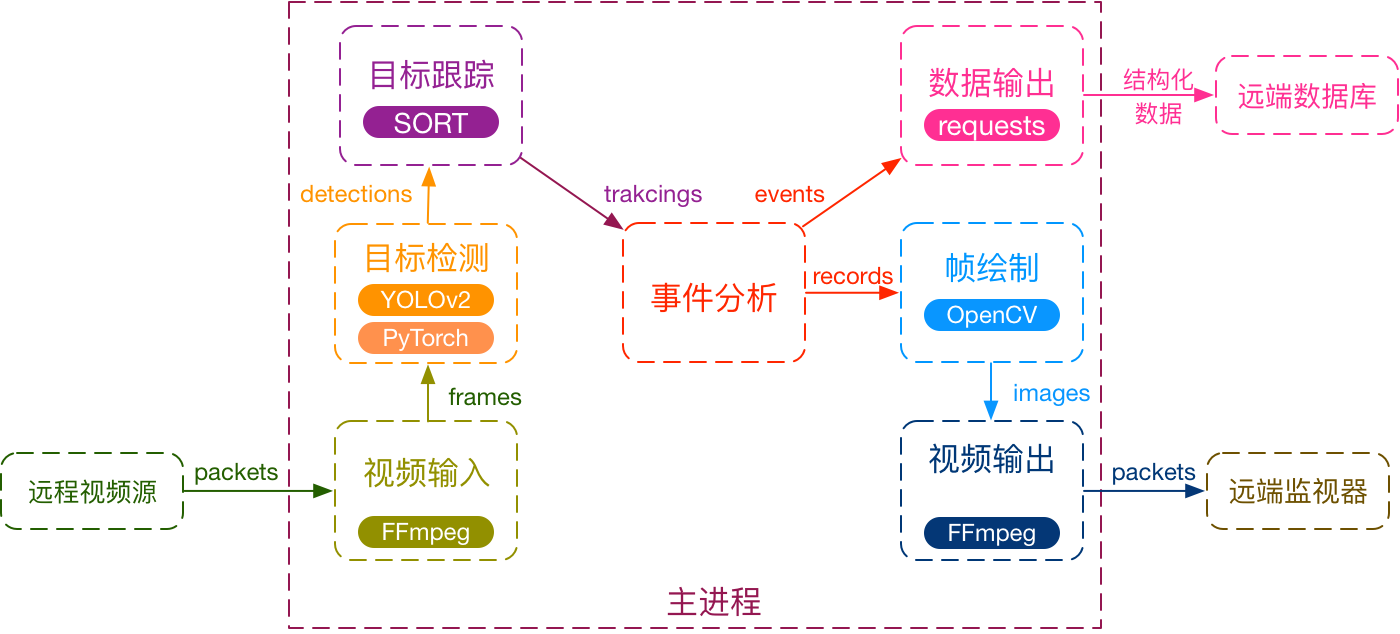 远程视频源
packets
视频输入
FFmpeg
frames
目标检测
YOLOv2
PyTorch
detections
目标跟踪
SORT
trakcings
事件分析
events
数据输出
requests
结构化
数据
远端数据库
records
帧绘制
OpenCV
images
视频输出
FFmpeg
packets
远端监视器
主进程